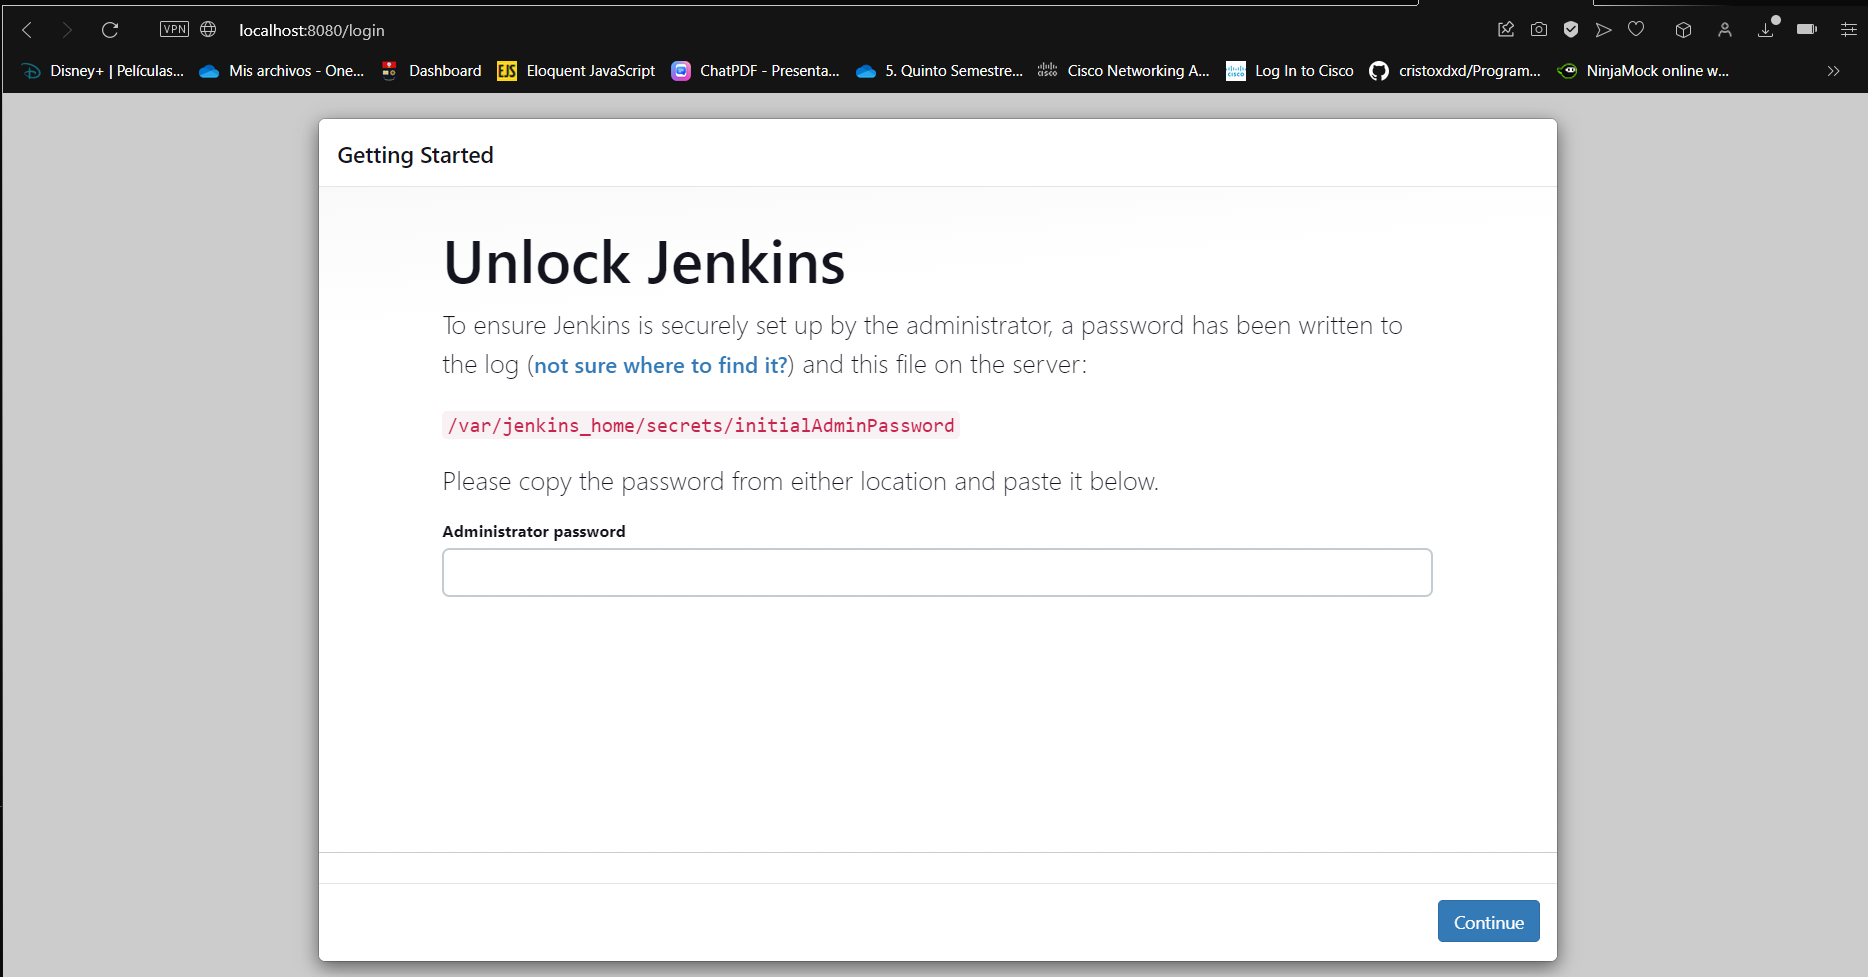 VPN
localhost:8080/login
Disney+ | Películas...
Mis archivos - One...
Dashboard
EJS
Eloquent JavaScript
ChatPDF - Presenta...
5. Quinto Semestre...
cisco
Cisco Networking A...
cisco
Log In to Cisco
cristoxdxd/Program...
NinjaMock online w...
Getting Started
Unlock Jenkins
To ensure Jenkins is securely set up by the administrator, a password has been written to
the log (not sure where to find it?) and this file on the server:
/var/jenkins_home/secrets/initialAdminPassword
Please copy the password from either location and paste it below.
Administrator password
Continue